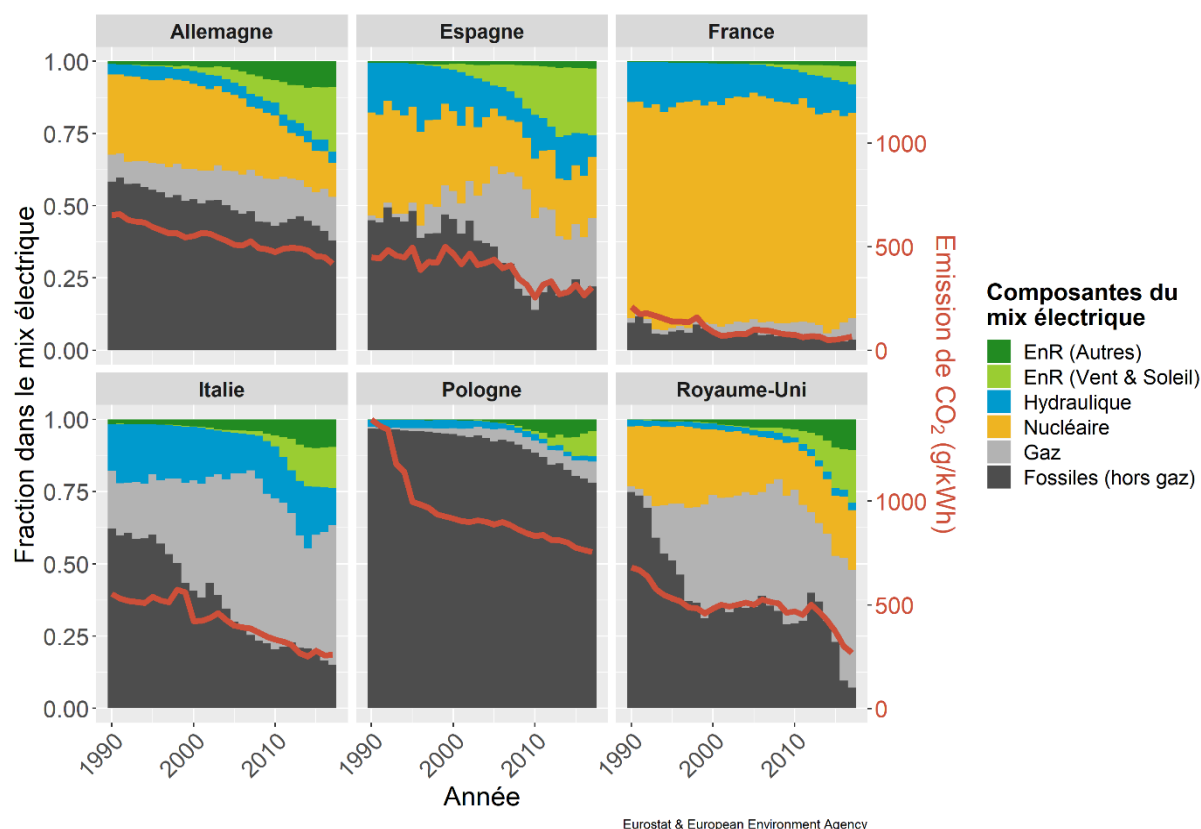 Allemagne
Espagne
France
1.00
0.75
0.50
0.25
0.00
1000
500
0
Italie
Pologne
Royaume-Uni
1.00
0.75
0.50
0.25
0.00
1000
500
0
1990
2000
2010
1990
2000
2010
1990
2000
2010
Année
Fraction dans le mix électrique
Emission de CO₂ (g/kWh)
Composantes du
mix électrique
EnR (Autres)
EnR (Vent & Soleil)
Hydraulique
Nucléaire
Gaz
Fossiles (hors gaz)
Eurostat & European Environment Agency